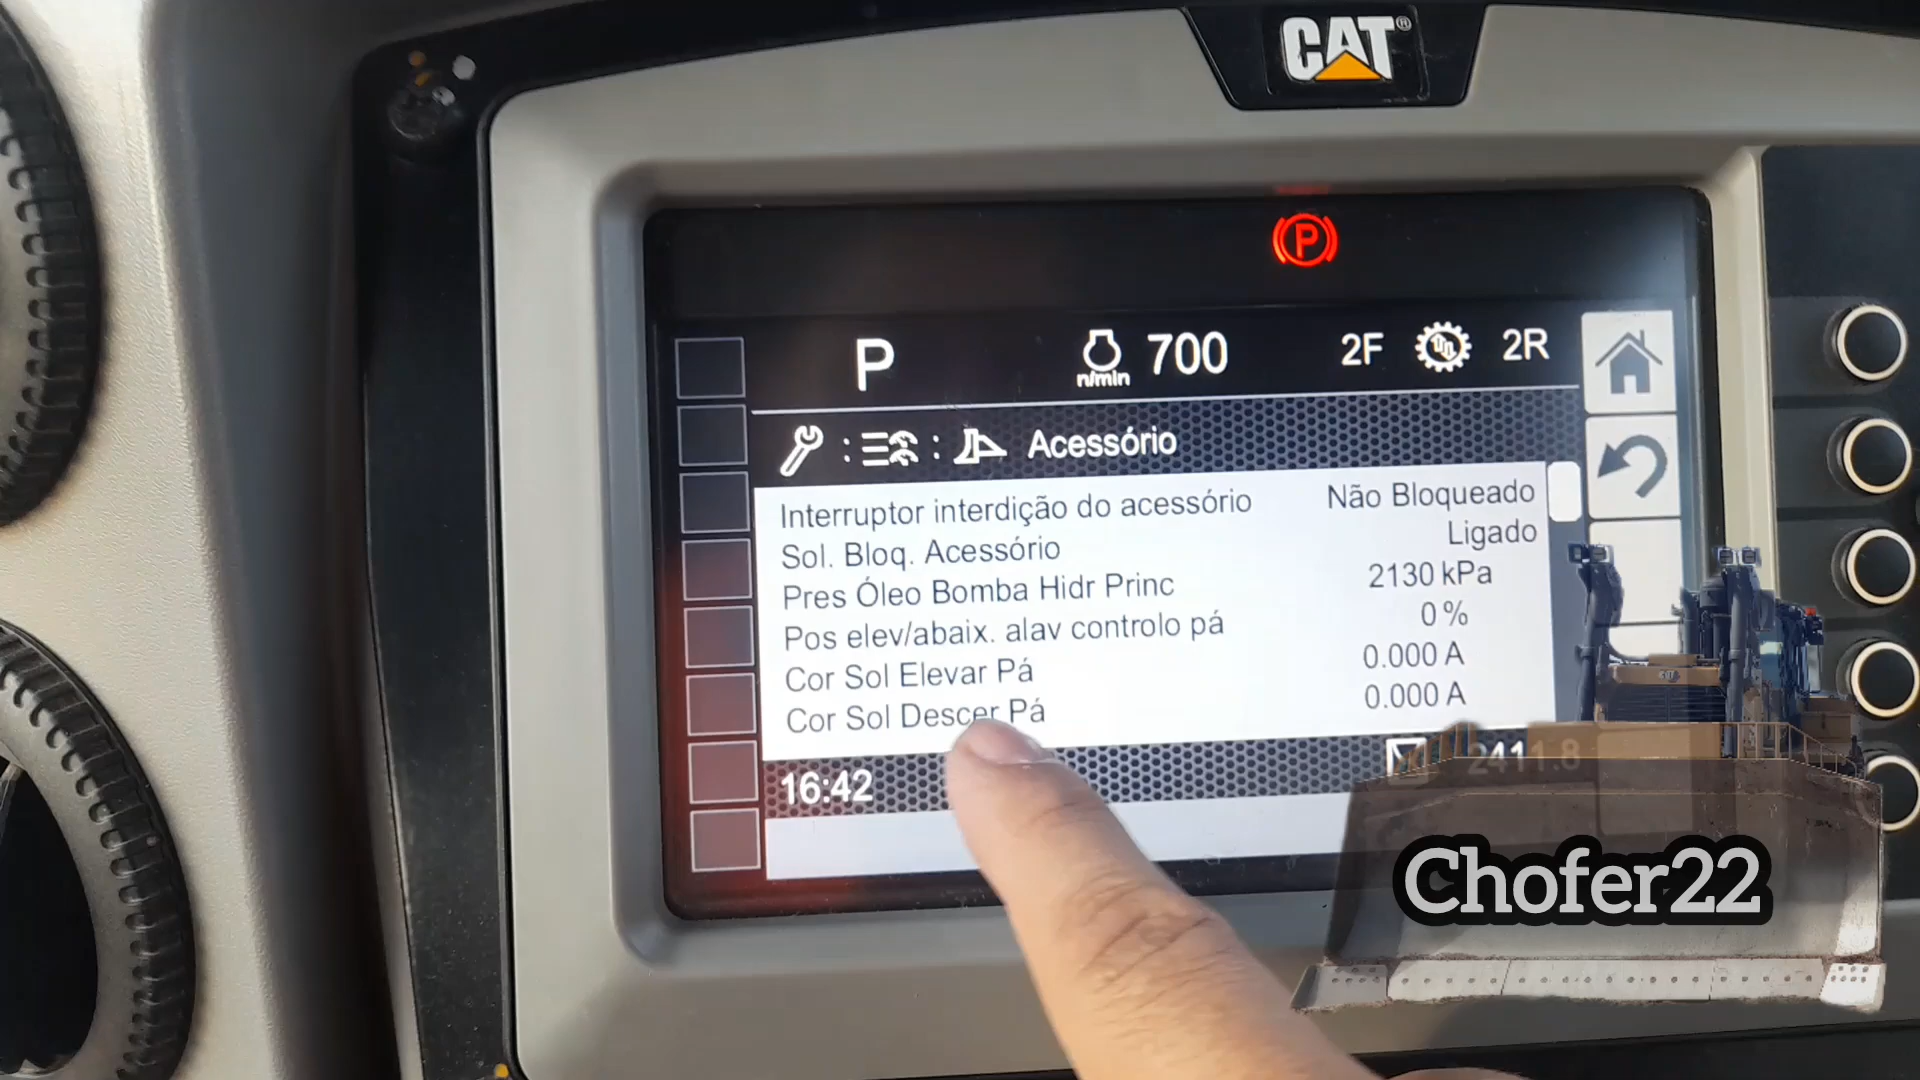 CAT®
P
P
n/min 700
2F
2R
Acessório
Interruptor interdição do acessório Não Bloqueado
Sol. Bloq. Acessório Ligado
Pres Óleo Bomba Hidr Princ 2130 kPa
Pos elev/abaix. alav controlo pá 0 %
Cor Sol Elevar Pá 0.000 A
Cor Sol Descer Pá 0.000 A
16:42
2411.8
Chofer22